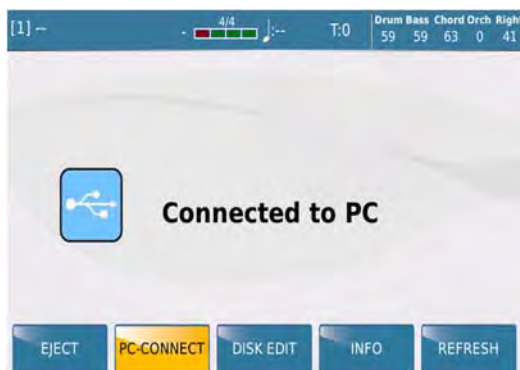 [1] -- - 4/4 :-- T:0 Drum Bass Chord Orch Right
59 59 63 0 41
Connected to PC
EJECT PC-CONNECT DISK EDIT INFO REFRESH